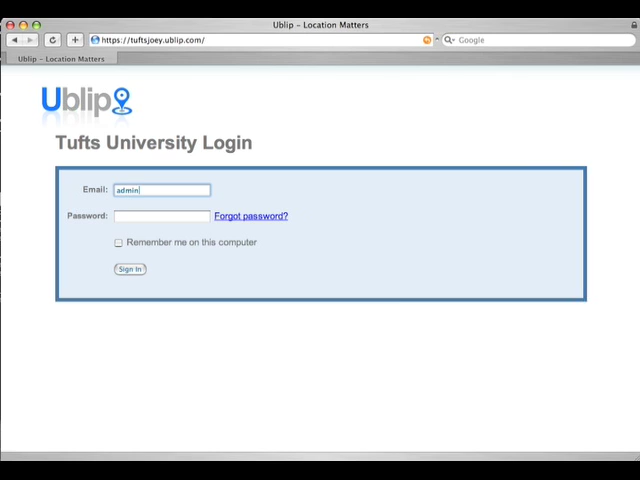 Ublip – Location Matters
https://tuftsjoey.ublip.com/
Google
Ublip – Location Matters
Ublip
Tufts University Login
Email: admin
Password: Forgot password?
Remember me on this computer
Sign In